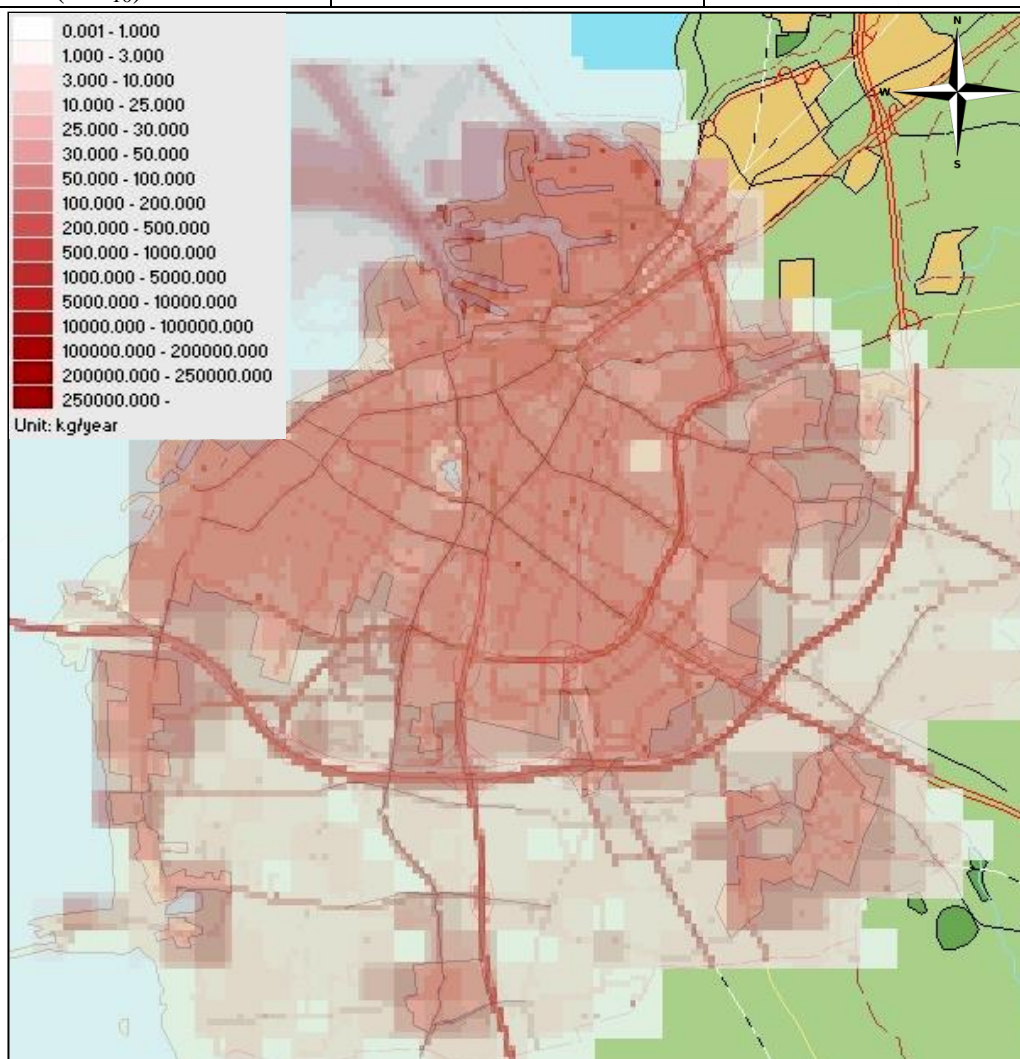 0.001 - 1.000
1.000 - 3.000
3.000 - 10.000
10.000 - 25.000
25.000 - 30.000
30.000 - 50.000
50.000 - 100.000
100.000 - 200.000
200.000 - 500.000
500.000 - 1000.000
1000.000 - 5000.000
5000.000 - 10000.000
10000.000 - 100000.000
100000.000 - 200000.000
200000.000 - 250000.000
250000.000 -
Unit: kg/year
N
W
S